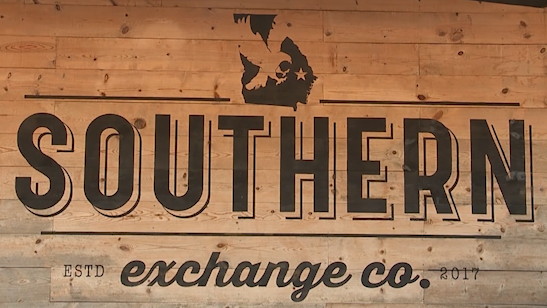 SOUTHERN
ESTD exchange co. 2017